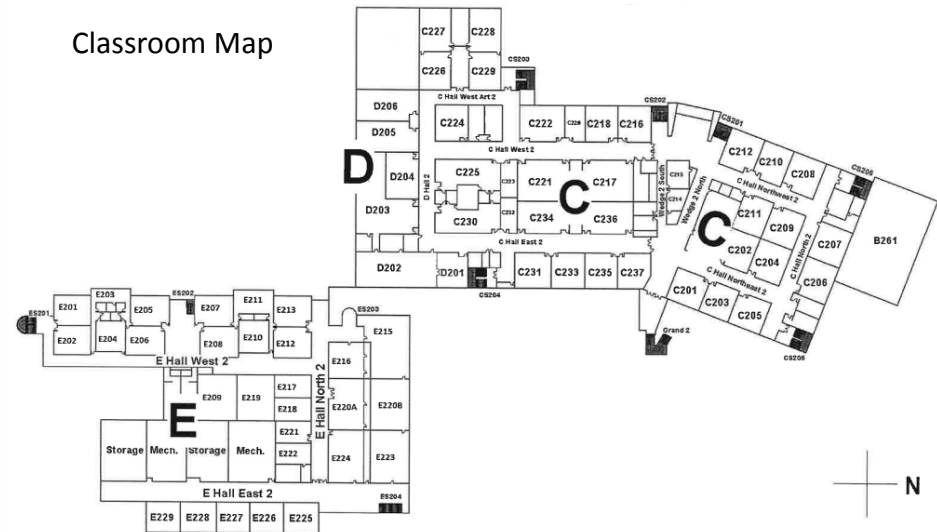 Classroom Map
C227
C228
C226
C229
CS203
C Hall West Art 2
D206
D205
D204
D203
D
D Hall 2
D202
D201
C224
C222
C220
C218
C216
CS202
C Hall West 2
C225
C223
C221
C217
C
C230
C232
C234
C236
Wedge 2 South
C215
C214
Wedge 2 North
C Hall East 2
C231
C233
C235
C237
CS204
CS201
C212
C210
C208
C Hall Northwest 2
C211
C209
C
C202
C204
C Hall North 2
C207
C206
B261
C Hall Northeast 2
C201
C203
C205
CS205
Grand 2
ES201
E201
E203
E205
ES202
E207
E211
E213
ES203
E202
E204
E206
E208
E210
E212
E215
E Hall West 2
E216
E209
E219
E217
E218
E Hall North 2
E220A
E220B
E
E221
E222
E224
E223
Storage
Mech.
Storage
Mech.
E Hall East 2
ES204
E229
E228
E227
E226
E225
N